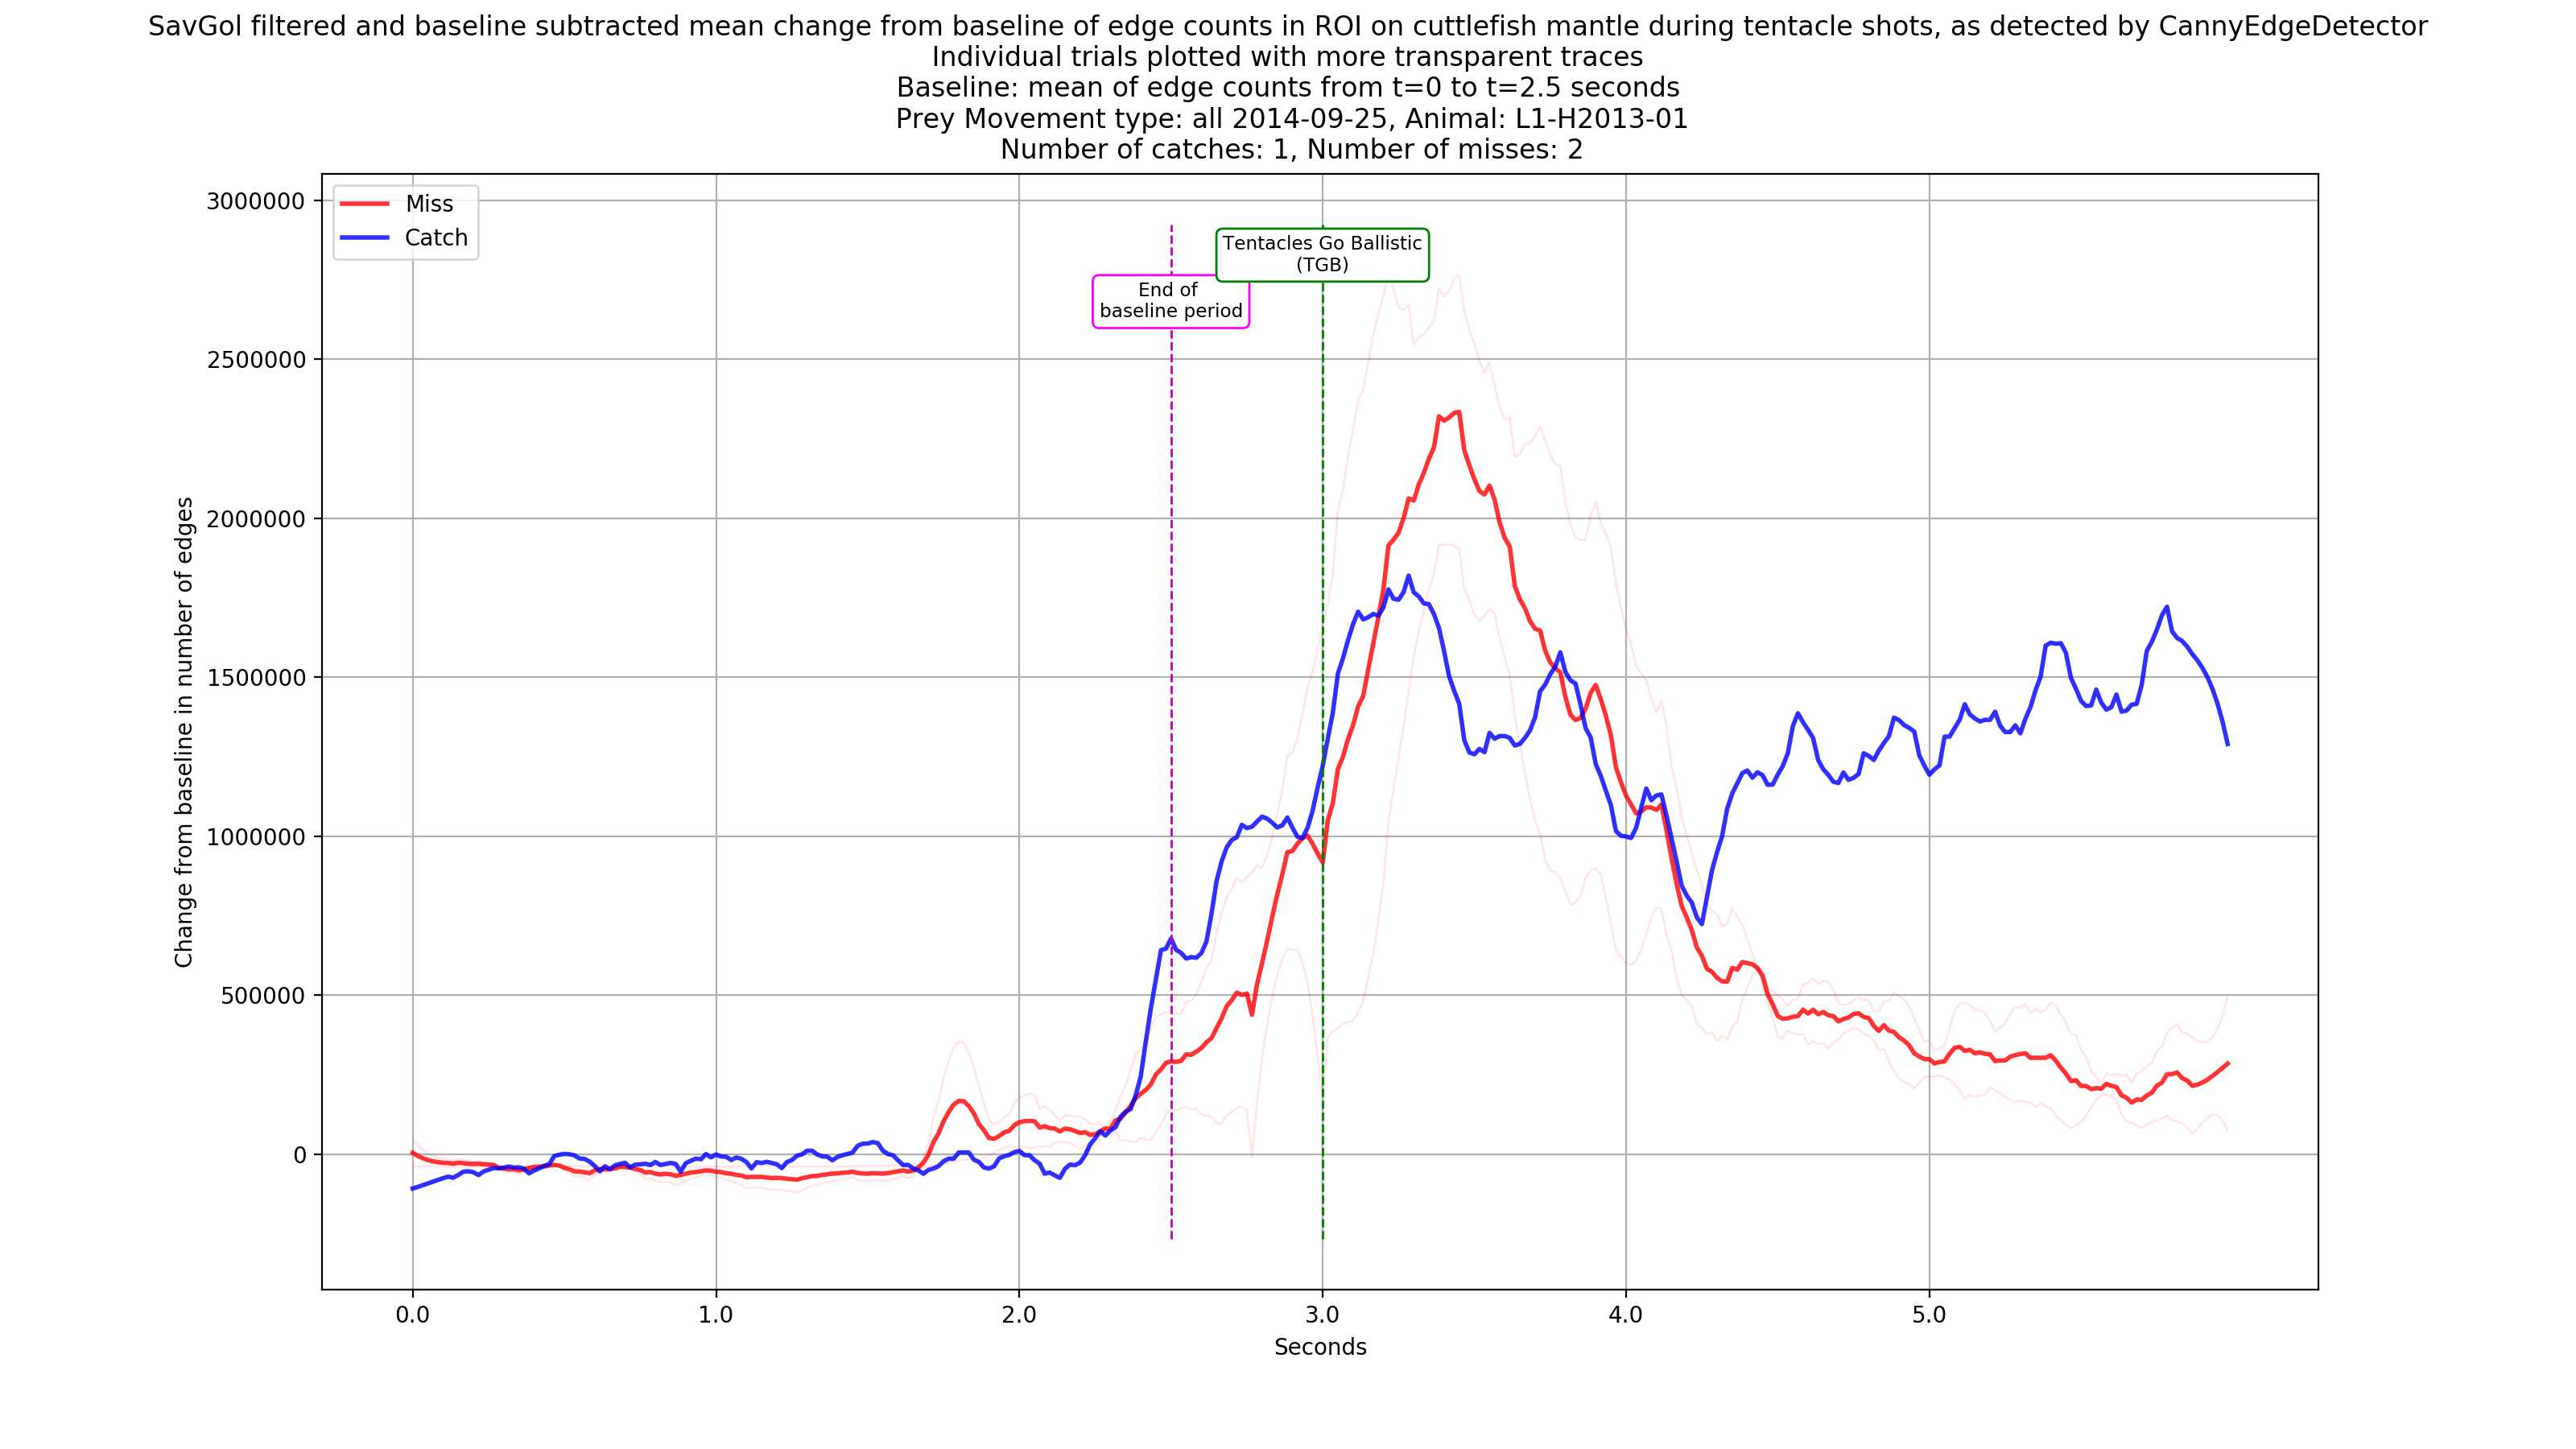 SavGol filtered and baseline subtracted mean change from baseline of edge counts in ROI on cuttlefish mantle during tentacle shots, as detected by CannyEdgeDetector
Individual trials plotted with more transparent traces
Baseline: mean of edge counts from t=0 to t=2.5 seconds
Prey Movement type: all 2014-09-25, Animal: L1-H2013-01
Number of catches: 1, Number of misses: 2
Miss
Catch
Tentacles Go Ballistic
(TGB)
End of
baseline period
3000000
2500000
2000000
1500000
1000000
500000
0
Change from baseline in number of edges
0.0
1.0
2.0
3.0
4.0
5.0
Seconds